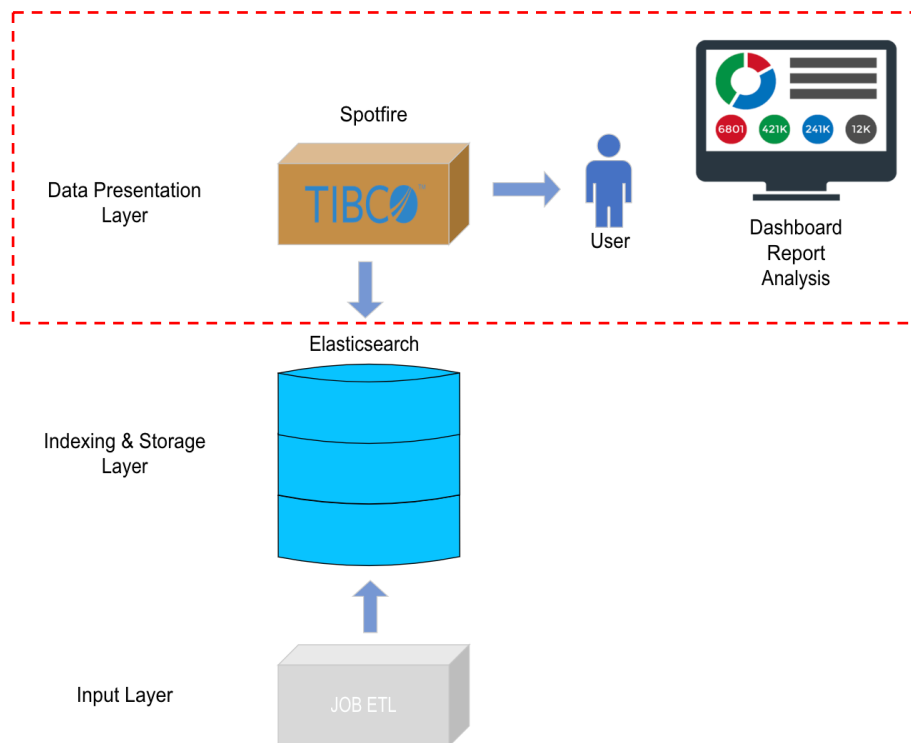 Spotfire
Data Presentation
Layer
TIBCO™
User
6801
421K
241K
12K
Dashboard
Report
Analysis
Elasticsearch
Indexing & Storage
Layer
Input Layer
JOB ETL